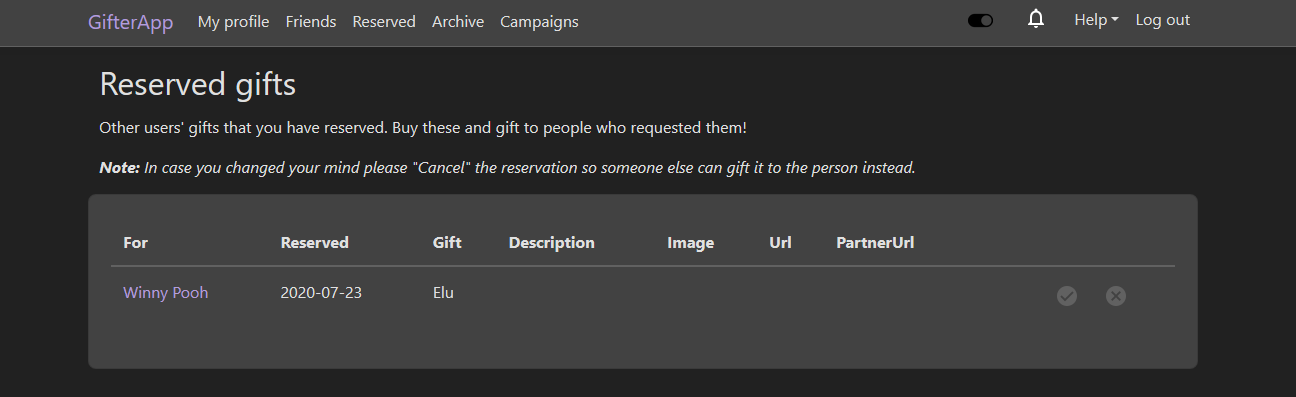 GifterApp My profile Friends Reserved Archive Campaigns Help Log out
Reserved gifts
Other users' gifts that you have reserved. Buy these and gift to people who requested them!
Note: In case you changed your mind please "Cancel" the reservation so someone else can gift it to the person instead.
For Reserved Gift Description Image Url PartnerUrl
Winny Pooh 2020-07-23 Elu